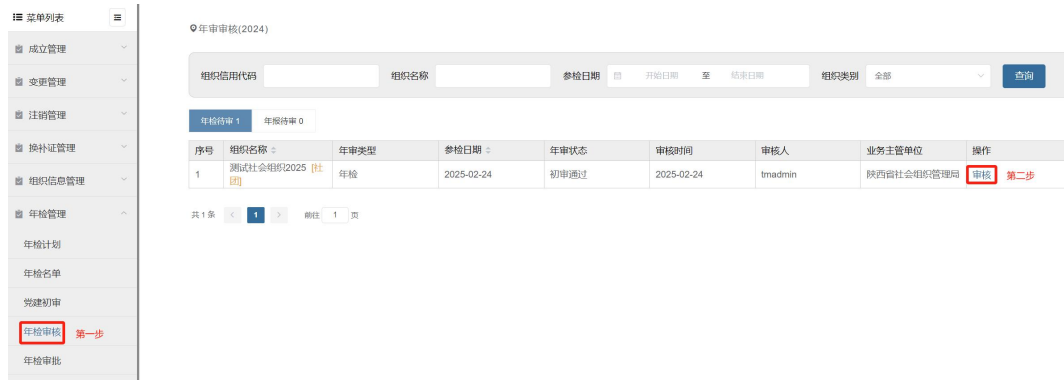 菜单列表
成立管理
变更管理
注销管理
换补证管理
组织信息管理
年检管理
年检计划
年检名单
党建初审
年检审核 第一步
年检审批
年审审核(2024)
组织信用代码 组织名称 参检日期 开始日期 至 结束日期 组织类别 全部 查询
年检待审 1 年报待审 0
序号 组织名称 年审类型 参检日期 年审状态 审核时间 审核人 业务主管单位 操作
1 测试社会组织2025 [社团] 年检 2025-02-24 初审通过 2025-02-24 tmadmin 陕西省社会组织管理局 审核 第二步
共 1 条 < 1 > 前往 1 页